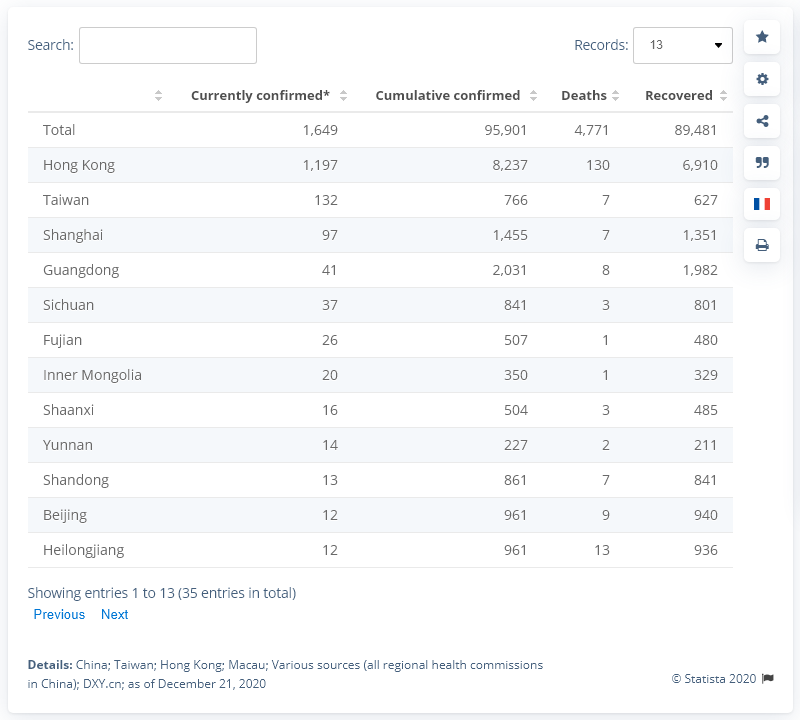 Search: Records: 13
Currently confirmed* Cumulative confirmed Deaths Recovered
Total 1,649 95,901 4,771 89,481
Hong Kong 1,197 8,237 130 6,910
Taiwan 132 766 7 627
Shanghai 97 1,455 7 1,351
Guangdong 41 2,031 8 1,982
Sichuan 37 841 3 801
Fujian 26 507 1 480
Inner Mongolia 20 350 1 329
Shaanxi 16 504 3 485
Yunnan 14 227 2 211
Shandong 13 861 7 841
Beijing 12 961 9 940
Heilongjiang 12 961 13 936
Showing entries 1 to 13 (35 entries in total)
Previous Next
Details: China; Taiwan; Hong Kong; Macau; Various sources (all regional health commissions
in China); DXY.cn; as of December 21, 2020
© Statista 2020